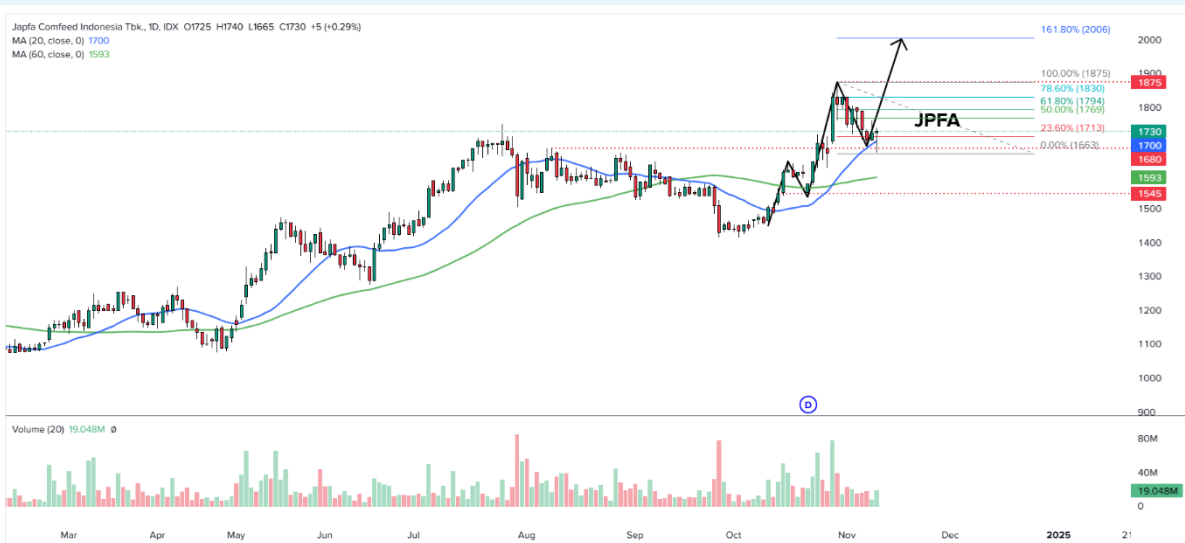 Japfa Comfeed Indonesia Tbk., 1D, IDX O1725 H1740 L1665 C1730 +5 (+0.29%)
MA (20, close, 0) 1700
MA (60, close, 0) 1593
161.80% (2006)
2000
1900
100.00% (1875)
1875
78.60% (1830)
61.80% (1794)
1800
50.00% (1769)
JPFA
23.60% (1713)
1730
1700
0.00% (1663)
1680
1593
1545
1500
1400
1300
1200
1100
1000
900
D
Volume (20) 19.048M Ø
80M
40M
19.048M
0
Mar Apr May Jun Jul Aug Sep Oct Nov Dec 2025 21